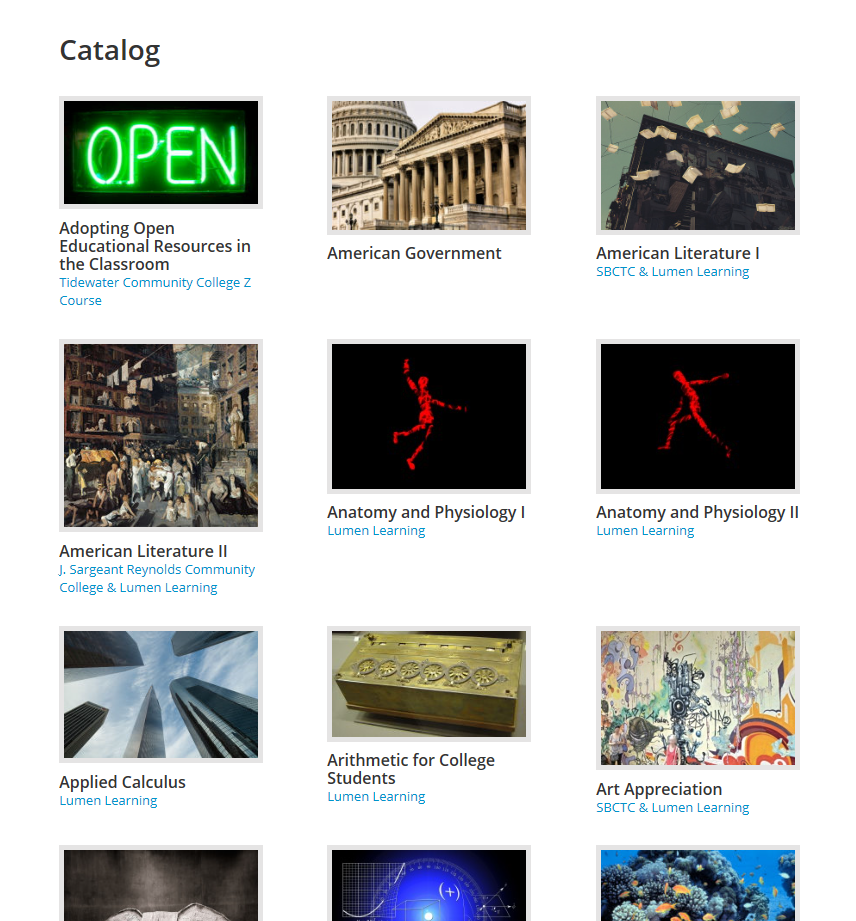 Catalog
OPEN
Adopting Open
Educational Resources in
the Classroom
Tidewater Community College Z
Course
American Government
American Literature I
SBCTC & Lumen Learning
American Literature II
J. Sargeant Reynolds Community
College & Lumen Learning
Anatomy and Physiology I
Lumen Learning
Anatomy and Physiology II
Lumen Learning
Applied Calculus
Lumen Learning
Arithmetic for College
Students
Lumen Learning
Art Appreciation
SBCTC & Lumen Learning
(+)